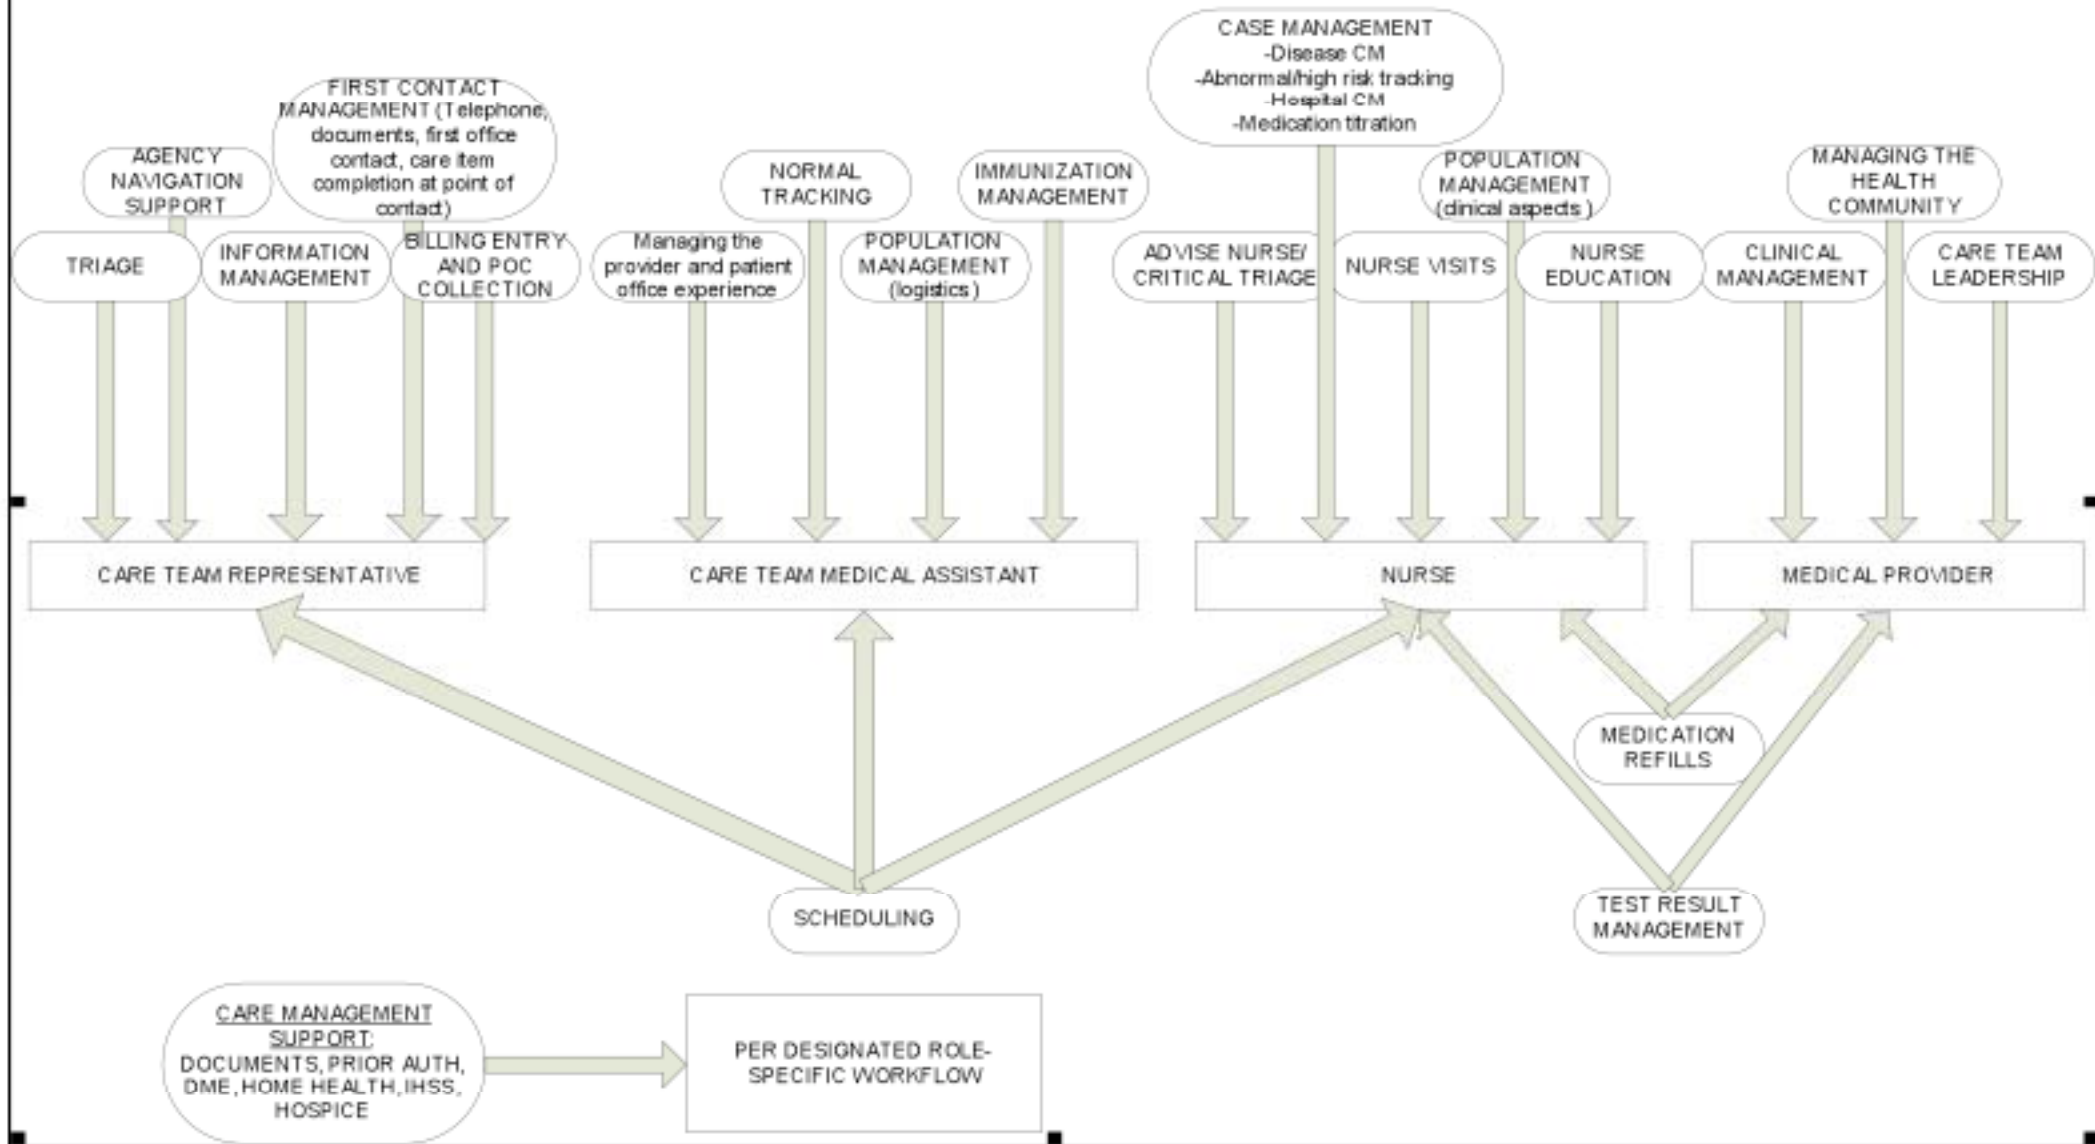 CASE MANAGEMENT
-Disease CM
-Abnormal/high risk tracking
-Hospital CM
-Medication titration
FIRST CONTACT
MANAGEMENT (Telephone,
documents, first office
contact, care item
completion at point of
contact)
AGENCY
NAVIGATION
SUPPORT
NORMAL
TRACKING
IMMUNIZATION
MANAGEMENT
POPULATION
MANAGEMENT
(clinical aspects )
MANAGING THE
HEALTH
COMMUNITY
TRIAGE
INFORMATION
MANAGEMENT
BILLING ENTRY
AND POC
COLLECTION
Managing the
provider and patient
office experience
POPULATION
MANAGEMENT
(logistics )
ADVISE NURSE/
CRITICAL TRIAGE
NURSE VISITS
NURSE
EDUCATION
CLINICAL
MANAGEMENT
CARE TEAM
LEADERSHIP
CARE TEAM REPRESENTATIVE
CARE TEAM MEDICAL ASSISTANT
NURSE
MEDICAL PROVIDER
MEDICATION
REFILLS
SCHEDULING
TEST RESULT
MANAGEMENT
CARE MANAGEMENT
SUPPORT:
DOCUMENTS, PRIOR AUTH,
DME, HOME HEALTH, IHSS,
HOSPICE
PER DESIGNATED ROLE-
SPECIFIC WORKFLOW